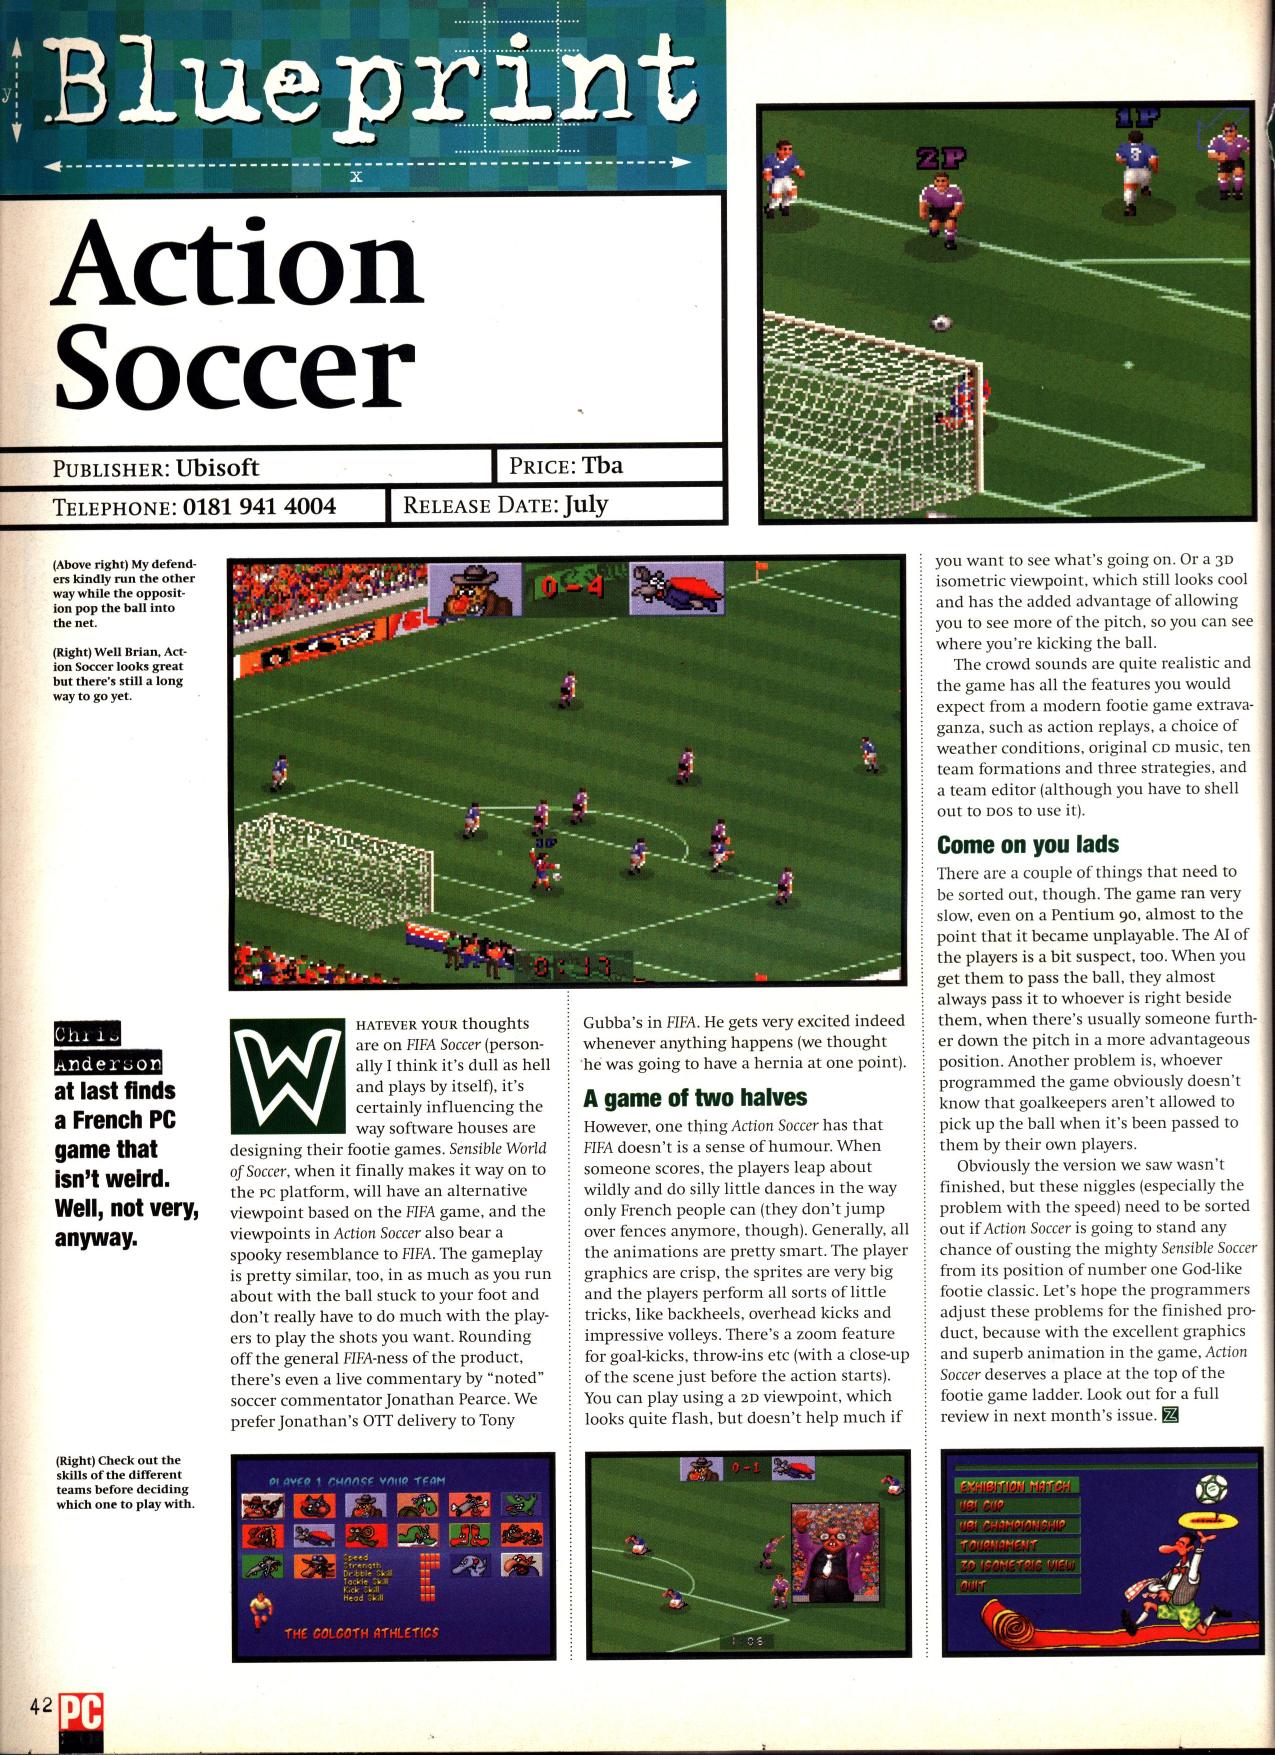 Blueprint
y
x
Action
Soccer
PUBLISHER: Ubisoft
PRICE: Tba
TELEPHONE: 0181 941 4004
RELEASE DATE: July
1P
2P
3
(Above right) My defend-
ers kindly run the other
way while the opposit-
ion pop the ball into
the net.
(Right) Well Brian, Act-
ion Soccer looks great
but there's still a long
way to go yet.
0-4
3P
0:17
Chris
Anderson
at last finds
a French PC
game that
isn't weird.
Well, not very,
anyway.
WHATEVER YOUR thoughts
are on FIFA Soccer (person-
ally I think it's dull as hell
and plays by itself), it's
certainly influencing the
way software houses are
designing their footie games. Sensible World
of Soccer, when it finally makes it way on to
the PC platform, will have an alternative
viewpoint based on the FIFA game, and the
viewpoints in Action Soccer also bear a
spooky resemblance to FIFA. The gameplay
is pretty similar, too, in as much as you run
about with the ball stuck to your foot and
don't really have to do much with the play-
ers to play the shots you want. Rounding
off the general FIFA-ness of the product,
there's even a live commentary by “noted”
soccer commentator Jonathan Pearce. We
prefer Jonathan's OTT delivery to Tony
Gubba's in FIFA. He gets very excited indeed
whenever anything happens (we thought
he was going to have a hernia at one point).
A game of two halves
However, one thing Action Soccer has that
FIFA doesn't is a sense of humour. When
someone scores, the players leap about
wildly and do silly little dances in the way
only French people can (they don't jump
over fences anymore, though). Generally, all
the animations are pretty smart. The player
graphics are crisp, the sprites are very big
and the players perform all sorts of little
tricks, like backheels, overhead kicks and
impressive volleys. There's a zoom feature
for goal-kicks, throw-ins etc (with a close-up
of the scene just before the action starts).
You can play using a 2D viewpoint, which
looks quite flash, but doesn't help much if
you want to see what's going on. Or a 3D
isometric viewpoint, which still looks cool
and has the added advantage of allowing
you to see more of the pitch, so you can see
where you're kicking the ball.
The crowd sounds are quite realistic and
the game has all the features you would
expect from a modern footie game extrava-
ganza, such as action replays, a choice of
weather conditions, original CD music, ten
team formations and three strategies, and
a team editor (although you have to shell
out to DOS to use it).
Come on you lads
There are a couple of things that need to
be sorted out, though. The game ran very
slow, even on a Pentium 90, almost to the
point that it became unplayable. The AI of
the players is a bit suspect, too. When you
get them to pass the ball, they almost
always pass it to whoever is right beside
them, when there's usually someone furth-
er down the pitch in a more advantageous
position. Another problem is, whoever
programmed the game obviously doesn't
know that goalkeepers aren't allowed to
pick up the ball when it's been passed to
them by their own players.
Obviously the version we saw wasn't
finished, but these niggles (especially the
problem with the speed) need to be sorted
out if Action Soccer is going to stand any
chance of ousting the mighty Sensible Soccer
from its position of number one God-like
footie classic. Let's hope the programmers
adjust these problems for the finished pro-
duct, because with the excellent graphics
and superb animation in the game, Action
Soccer deserves a place at the top of the
footie game ladder. Look out for a full
review in next month's issue. Z
(Right) Check out the
skills of the different
teams before deciding
which one to play with.
PLAYER 1 CHOOSE YOUR TEAM
Speed
Strength
Dribble Skill
Tackle Skill
Kick Skill
Head Skill
THE GOLGOTH ATHLETICS
0-1
1:06
EXHIBITION MATCH
UBI CUP
UBI CHAMPIONSHIP
TOURNAMENT
3D ISOMETRIC VIEW
QUIT
42
PC